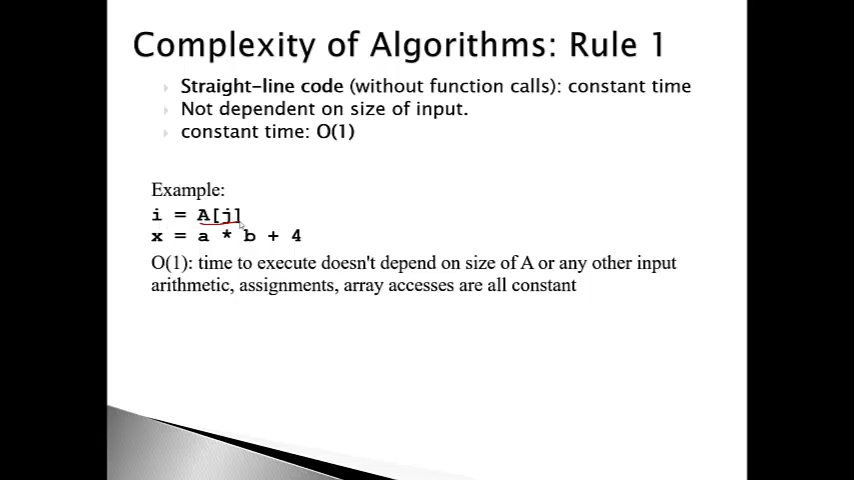 Complexity of Algorithms: Rule 1
Straight-line code (without function calls): constant time
Not dependent on size of input.
constant time: O(1)
Example:
i = A[j]
x = a * b + 4
O(1): time to execute doesn't depend on size of A or any other input
arithmetic, assignments, array accesses are all constant